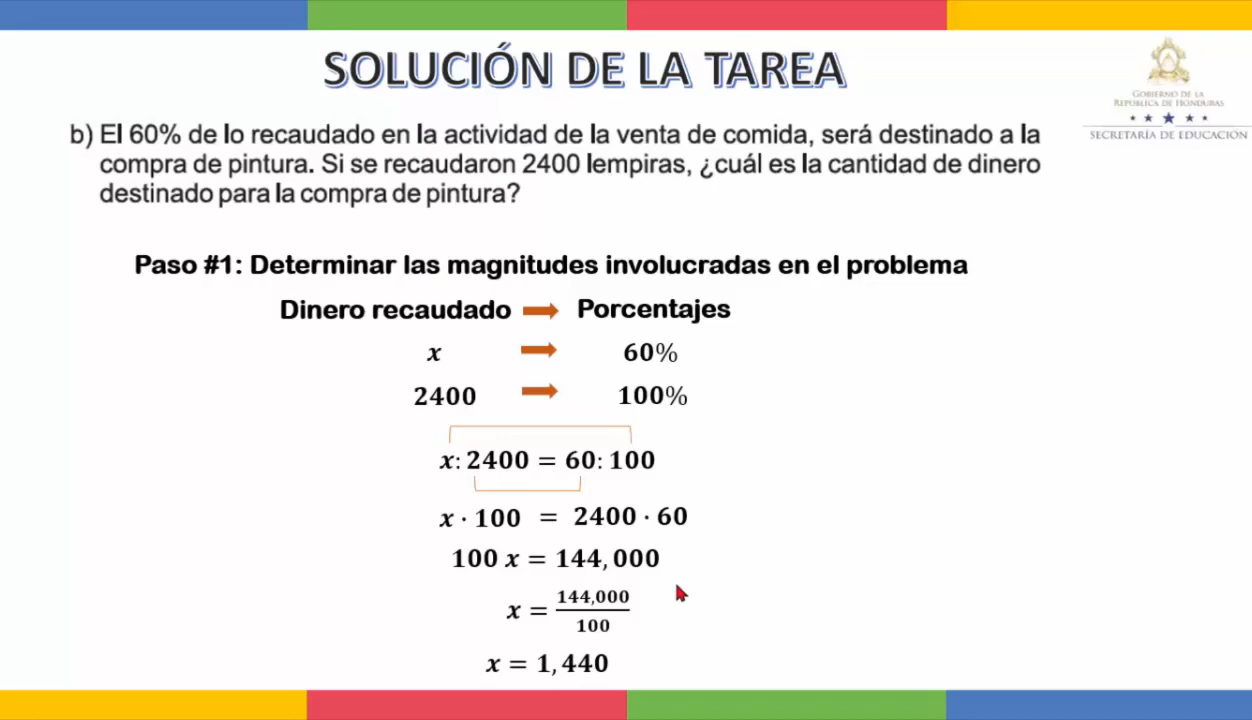 SOLUCIÓN DE LA TAREA
GOBIERNO DE LA
REPÚBLICA DE HONDURAS
SECRETARÍA DE EDUCACIÓN
b) El 60% de lo recaudado en la actividad de la venta de comida, será destinado a la
compra de pintura. Si se recaudaron 2400 lempiras, ¿cuál es la cantidad de dinero
destinado para la compra de pintura?
Paso #1: Determinar las magnitudes involucradas en el problema
Dinero recaudado ➡ Porcentajes
x ➡ 60%
2400 ➡ 100%
x: 2400 = 60: 100
x · 100 = 2400 · 60
100 x = 144,000
x = 144,000/100
x = 1,440